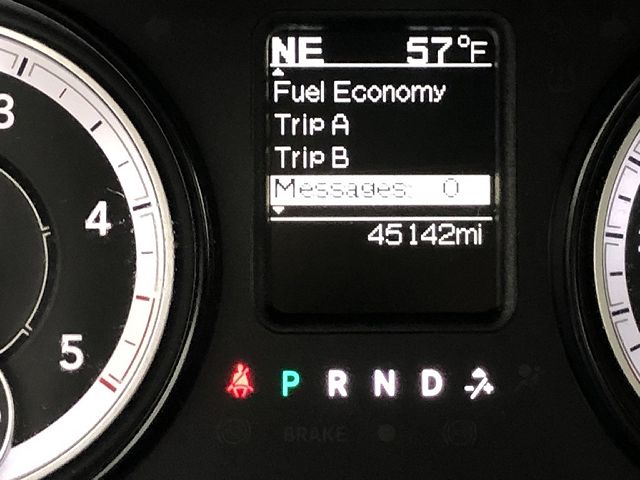 NE 57°F
Fuel Economy
Trip A
Trip B
Messages: 0
45142mi
3
4
5
P R N D
BRAKE